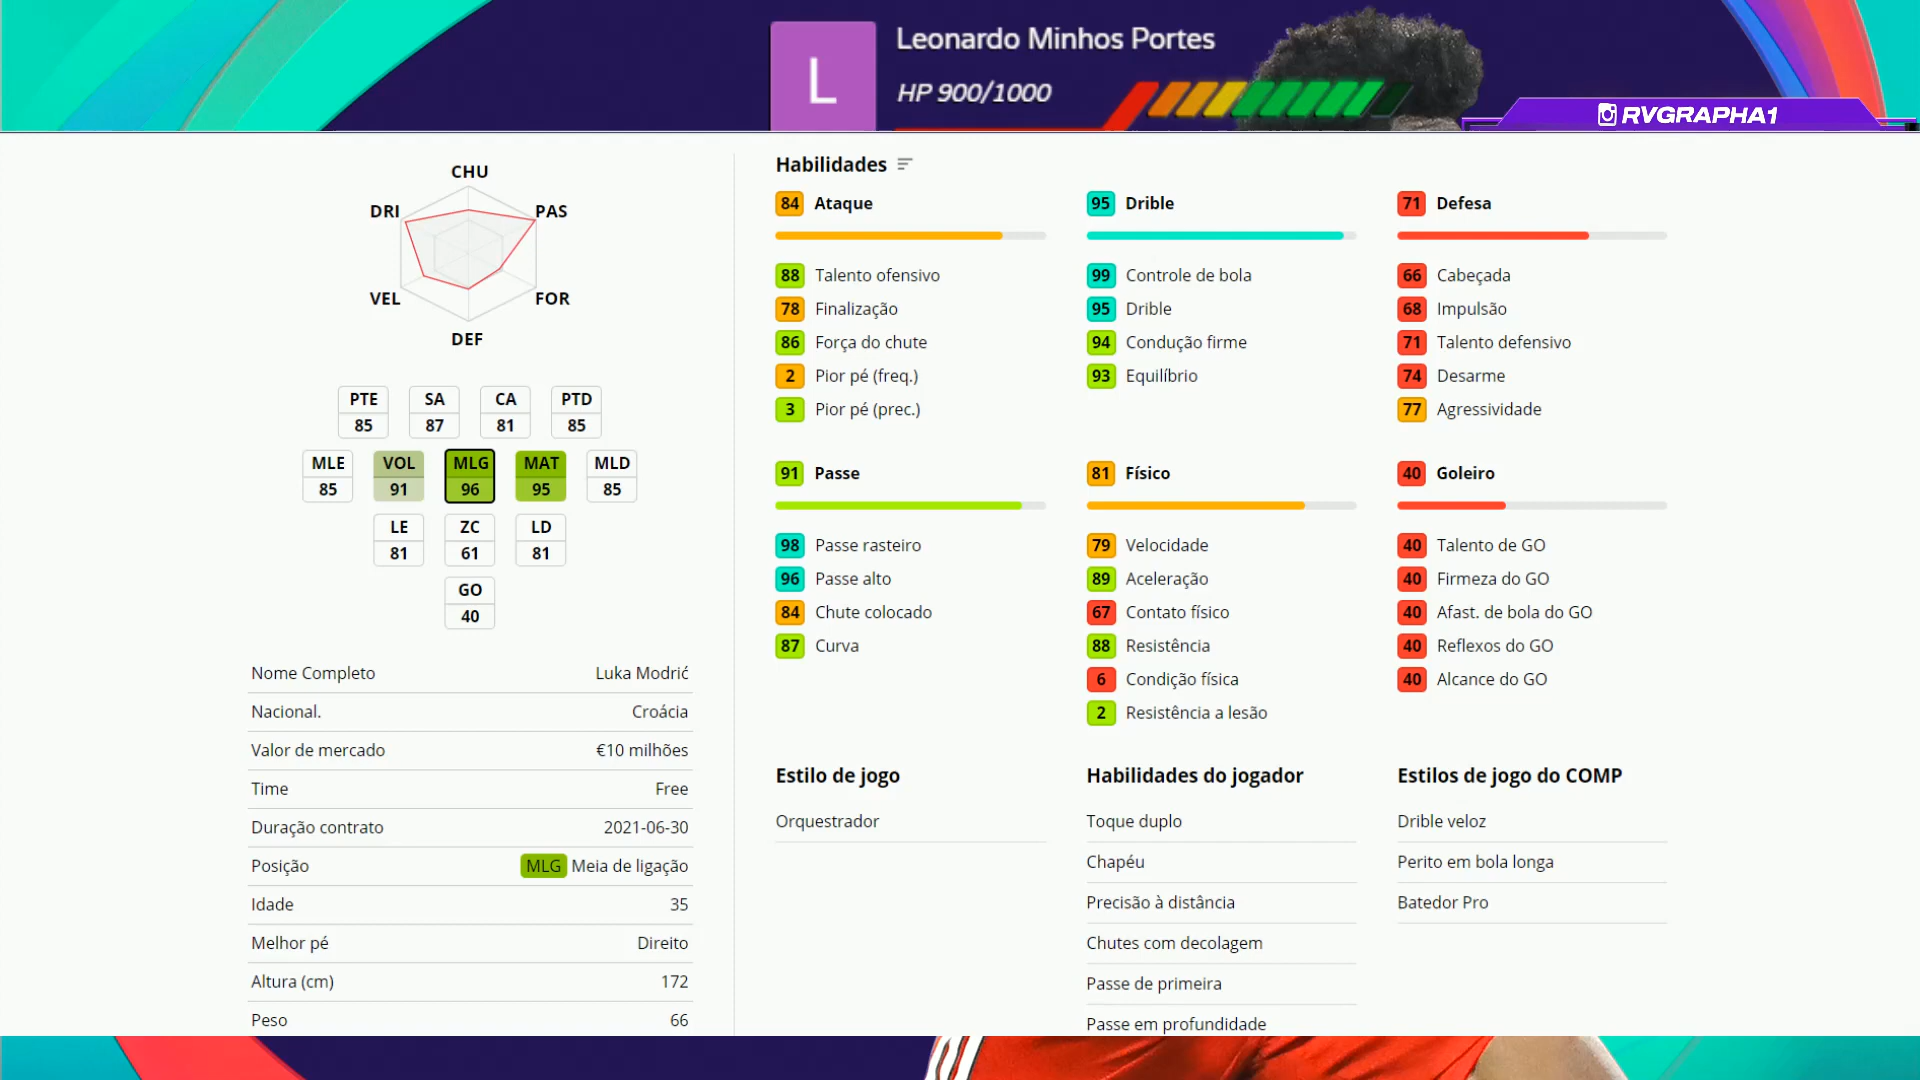 L
Leonardo Minhos Portes
HP 900/1000
RVGRAPHA1
CHU
DRI
PAS
VEL
FOR
DEF
PTE
SA
CA
PTD
85
87
81
85
MLE
VOL
MLG
MAT
MLD
85
91
96
95
85
LE
ZC
LD
81
61
81
GO
40
Nome Completo Luka Modrić
Nacional. Croácia
Valor de mercado €10 milhões
Time Free
Duração contrato 2021-06-30
Posição MLG Meia de ligação
Idade 35
Melhor pé Direito
Altura (cm) 172
Peso 66
Habilidades
84 Ataque
88 Talento ofensivo
78 Finalização
86 Força do chute
2 Pior pé (freq.)
3 Pior pé (prec.)
95 Drible
99 Controle de bola
95 Drible
94 Condução firme
93 Equilíbrio
71 Defesa
66 Cabeçada
68 Impulsão
71 Talento defensivo
74 Desarme
77 Agressividade
91 Passe
98 Passe rasteiro
96 Passe alto
84 Chute colocado
87 Curva
81 Físico
79 Velocidade
89 Aceleração
67 Contato físico
88 Resistência
6 Condição física
2 Resistência a lesão
40 Goleiro
40 Talento de GO
40 Firmeza do GO
40 Afast. de bola do GO
40 Reflexos do GO
40 Alcance do GO
Estilo de jogo
Orquestrador
Habilidades do jogador
Toque duplo
Chapéu
Precisão à distância
Chutes com decolagem
Passe de primeira
Passe em profundidade
Estilos de jogo do COMP
Drible veloz
Perito em bola longa
Batedor Pro